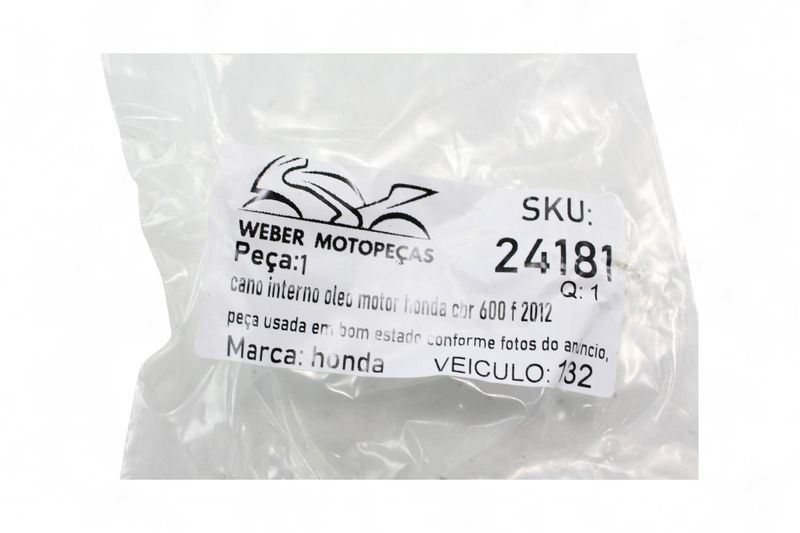 WEBER MOTOPEÇAS
SKU:
24181
Q: 1
Peça:1
cano interno oleo motor honda cbr 600 f 2012
peça usada em bom estado conforme fotos do anuncio,
Marca: honda
VEICULO: 132